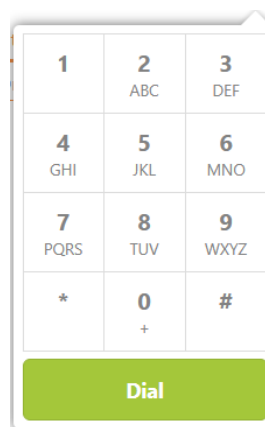 1 2 3
ABC DEF
4 5 6
GHI JKL MNO
7 8 9
PQRS TUV WXYZ
* 0 #
+
Dial